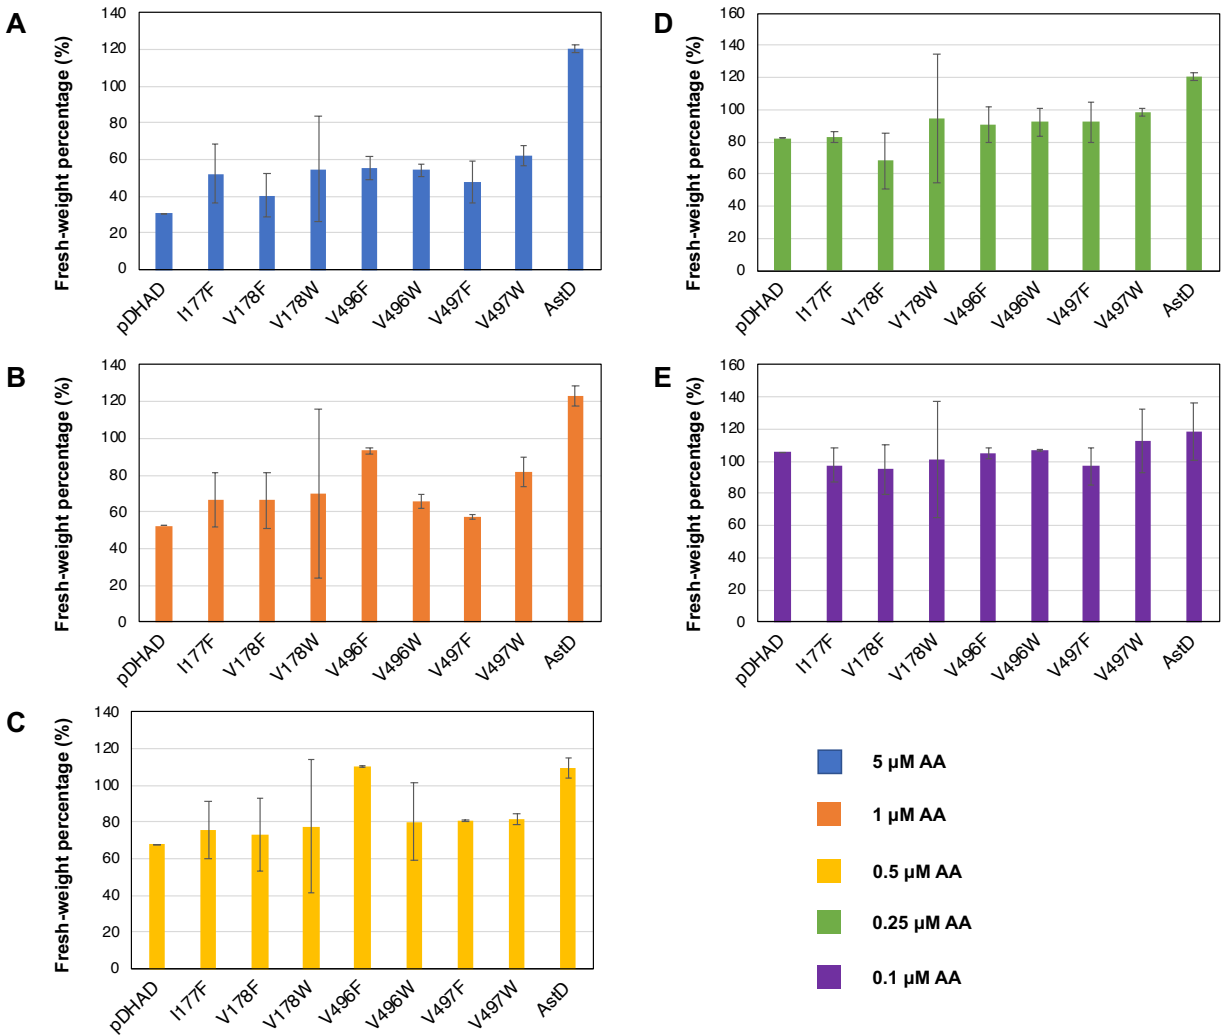 A
Fresh-weight percentage (%)
140
120
100
80
60
40
20
0
pDHAD
I177F
V178F
V178W
V496F
V496W
V497F
V497W
AstD
B
Fresh-weight percentage (%)
140
120
100
80
60
40
20
0
pDHAD
I177F
V178F
V178W
V496F
V496W
V497F
V497W
AstD
C
Fresh-weight percentage (%)
140
120
100
80
60
40
20
0
pDHAD
I177F
V178F
V178W
V496F
V496W
V497F
V497W
AstD
D
Fresh-weight percentage (%)
160
140
120
100
80
60
40
20
0
pDHAD
I177F
V178F
V178W
V496F
V496W
V497F
V497W
AstD
E
Fresh-weight percentage (%)
160
140
120
100
80
60
40
20
0
pDHAD
I177F
V178F
V178W
V496F
V496W
V497F
V497W
AstD
5 µM AA
1 µM AA
0.5 µM AA
0.25 µM AA
0.1 µM AA